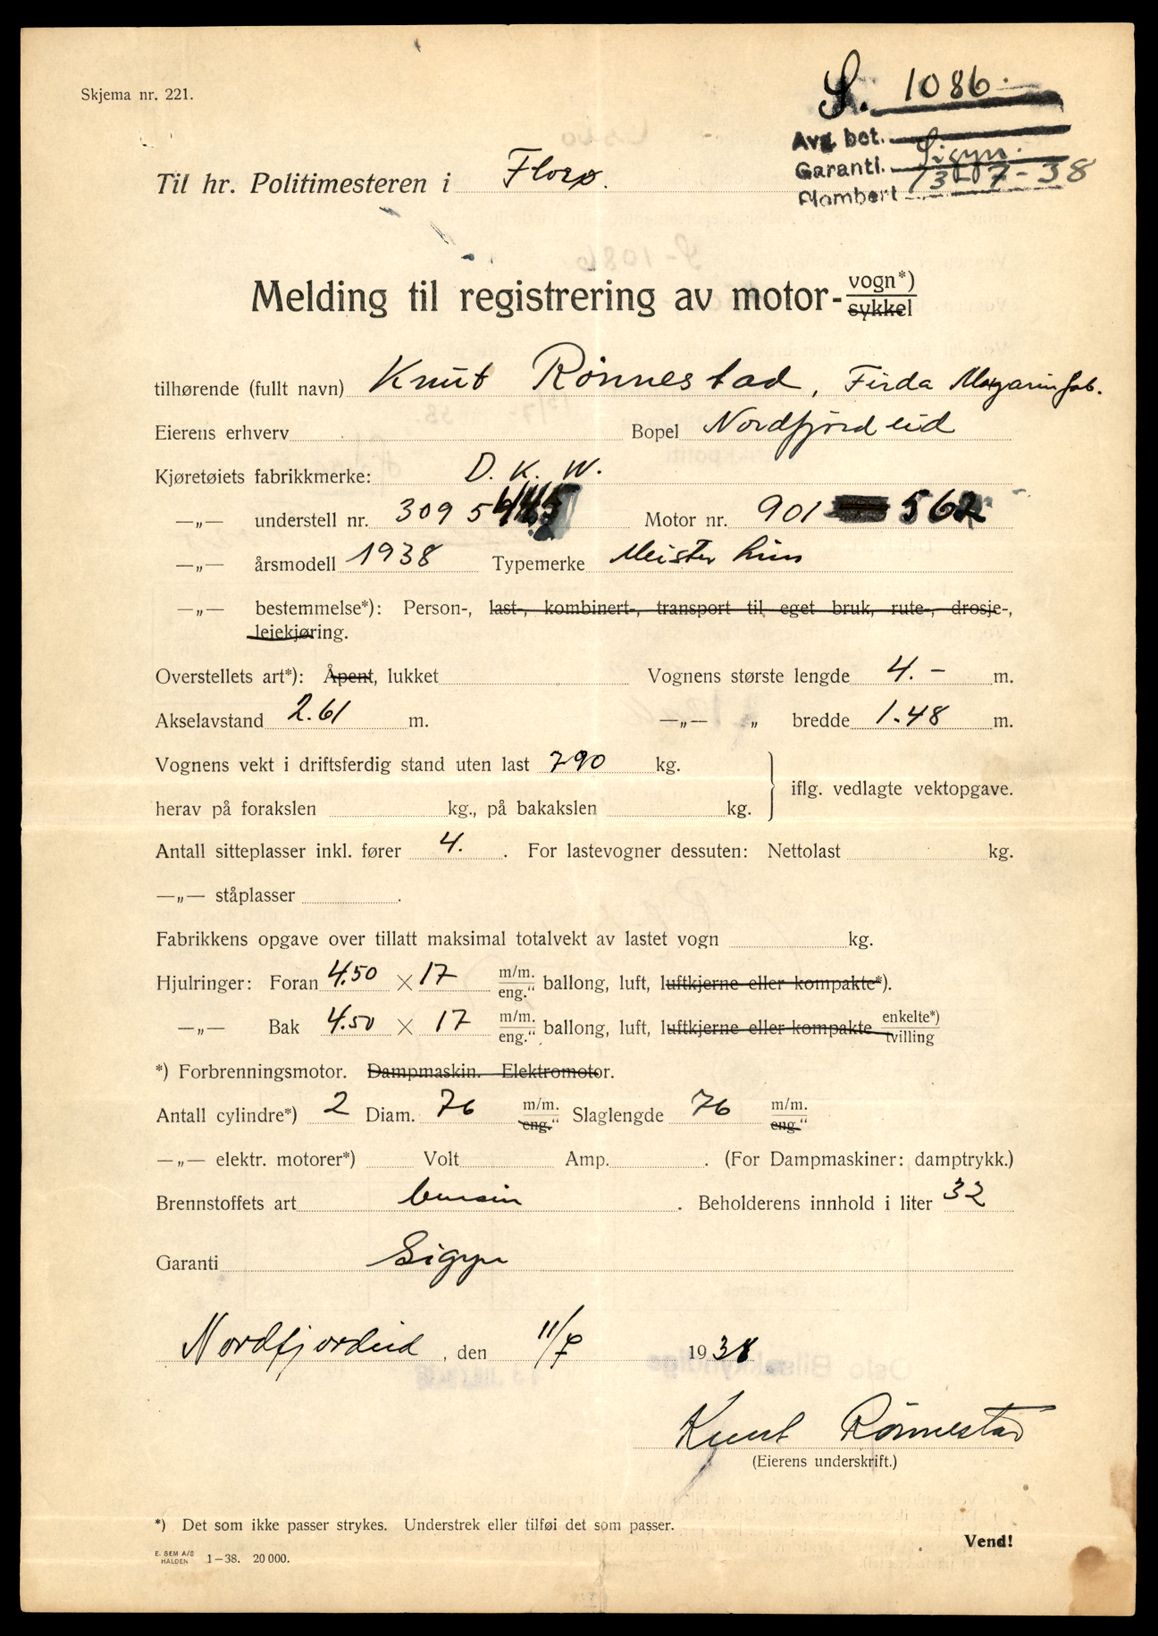 Skjema nr. 221.
S. 1086.
Avg. bet.
Garanti. Sigyn.
Plombert 13-7-38
Til hr. Politimesteren i Florø.
Melding til registrering av motor-vogn*)
sykkel
tilhørende (fullt navn) Knut Rønnestad, Firda Margarinfab.
Eierens erhverv Bopel Nordfjordeid
Kjøretøiets fabrikkmerke: D. K. W.
—„— understell nr. 3095445 Motor nr. 901 562
—„— årsmodell 1938 Typemerke Meister
—„— bestemmelse*): Person-, last-, kombinert-, transport til eget bruk, rute-, drosje-,
leiekjøring.
Overstellets art*): Åpent, lukket Vognens største lengde 4.- m.
Akselavstand 2.61 m. —„— „ bredde 1.48 m.
Vognens vekt i driftsferdig stand uten last 790 kg.
iflg. vedlagte vektopgave.
herav på forakslen kg., på bakakslen kg.
Antall sitteplasser inkl. fører 4. . For lastevogner dessuten: Nettolast kg.
—„— ståplasser .
Fabrikkens opgave over tillatt maksimal totalvekt av lastet vogn kg.
Hjulringer: Foran 4.50 × 17 m/m. eng." ballong, luft, luftkjerne eller kompakte*).
—„— Bak 4.50 × 17 m/m. eng." ballong, luft, luftkjerne eller kompakte enkelte*) tvilling
*) Forbrenningsmotor. Dampmaskin. Elektromotor.
Antall cylindre*) 2 Diam. 76 m/m. eng." Slaglengde 76 m/m. eng."
—„— elektr. motorer*) Volt Amp. . (For Dampmaskiner: damptrykk.)
Brennstoffets art bensin . Beholderens innhold i liter 32
Garanti Sigyn
Nordfjordeid, den 11/7 1938
Knut Rønnestad
(Eierens underskrift.)
*) Det som ikke passer strykes. Understrek eller tilføi det som passer.
Vend!
E. SEM A/S
HALDEN 1-38. 20 000.